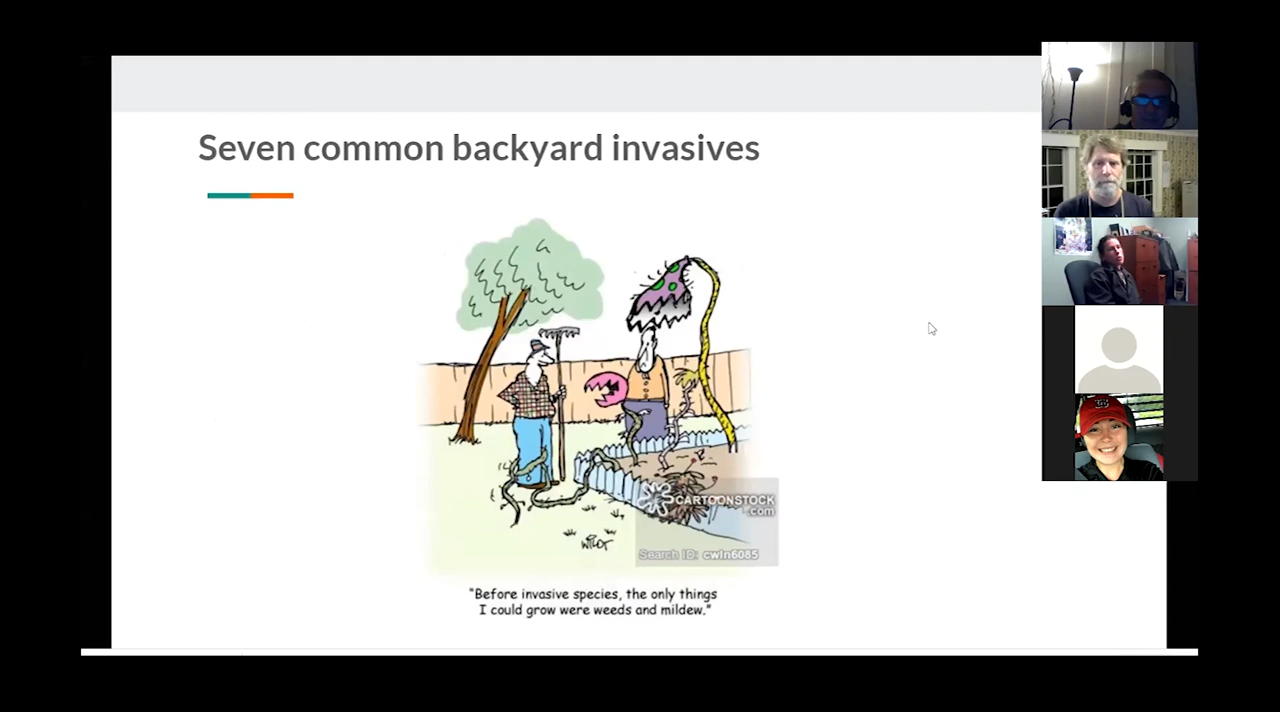 Seven common backyard invasives
WILDT
CARTOONSTOCK
.com
Search ID: cwln6085
"Before invasive species, the only things
I could grow were weeds and mildew."